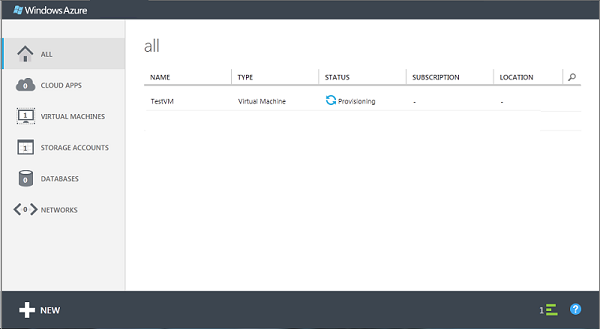 Windows Azure
all
ALL
0 CLOUD APPS
1 VIRTUAL MACHINES
1 STORAGE ACCOUNTS
0 DATABASES
0 NETWORKS
NAME TYPE STATUS SUBSCRIPTION LOCATION
TestVM Virtual Machine Provisioning - -
NEW
1 ?